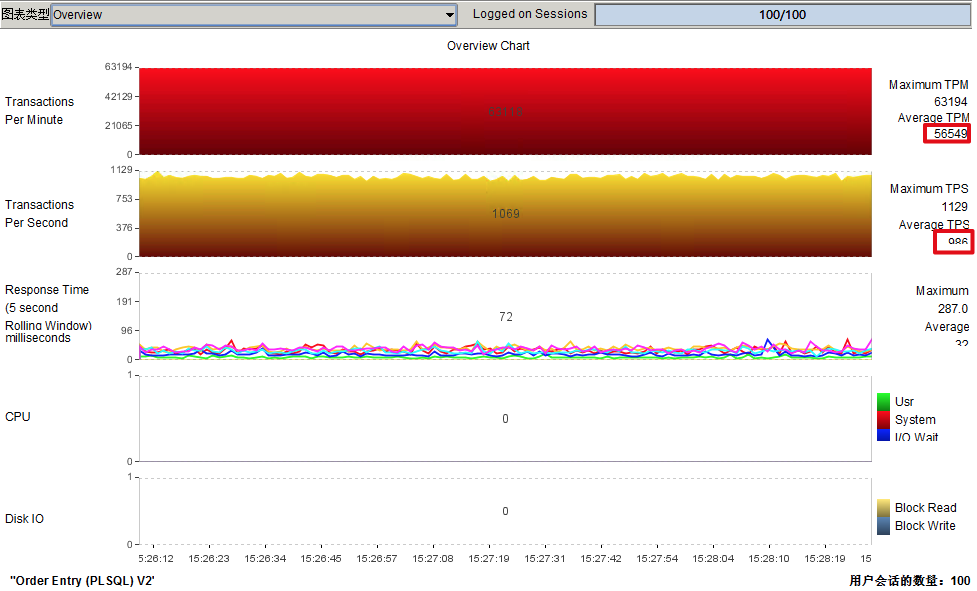 图表类型 Overview Logged on Sessions 100/100
Overview Chart
Transactions
Per Minute
63194
42129
21065
0
Maximum TPM
63194
Average TPM
56549
Transactions
Per Second
1129
753
376
0
1069
Maximum TPS
1129
Average TPS
986
Response Time
(5 second
Rolling Window)
milliseconds
287
191
96
0
72
Maximum
287.0
Average
32
CPU
1
0
0
Usr
System
I/O Wait
Disk IO
1
0
0
Block Read
Block Write
5:26:12 15:26:23 15:26:34 15:26:45 15:26:57 15:27:08 15:27:19 15:27:31 15:27:42 15:27:54 15:28:04 15:28:10 15:28:19 15
"Order Entry (PLSQL) V2" 用户会话的数量：100